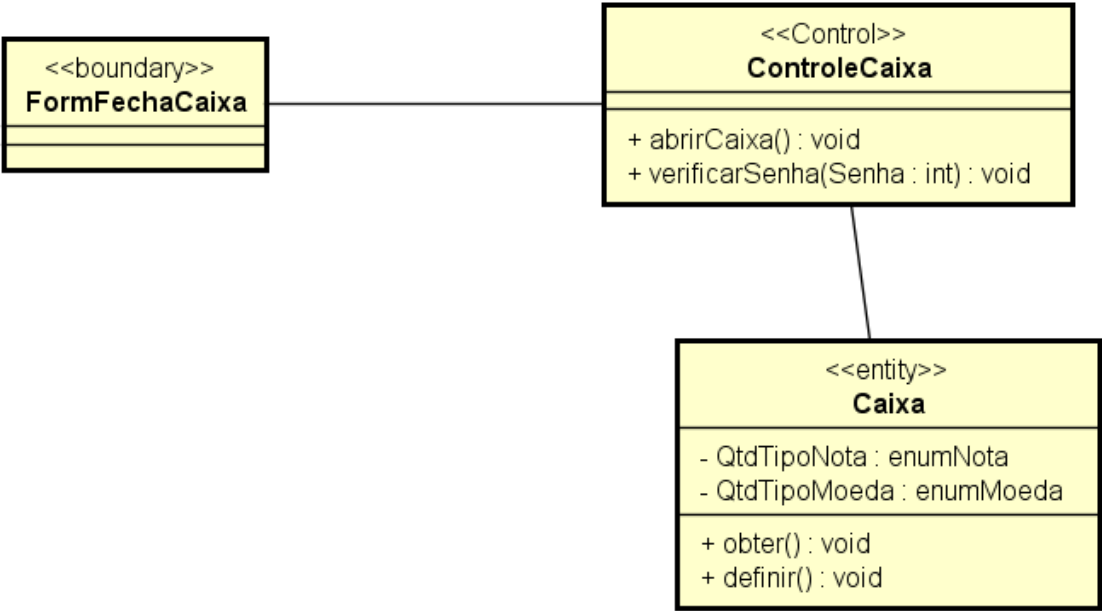 <<boundary>>
FormFechaCaixa
<<Control>>
ControleCaixa
+ abrirCaixa() : void
+ verificarSenha(Senha : int) : void
<<entity>>
Caixa
- QtdTipoNota : enumNota
- QtdTipoMoeda : enumMoeda
+ obter() : void
+ definir() : void